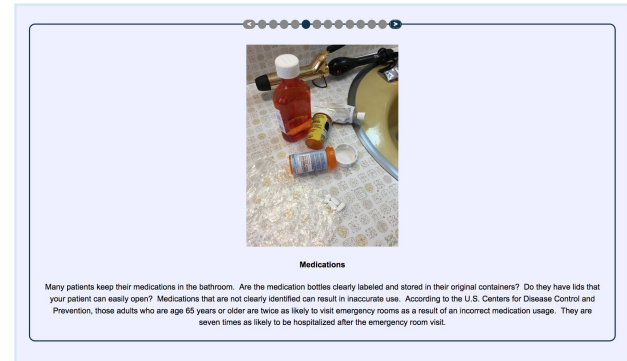 Medications
Many patients keep their medications in the bathroom. Are the medication bottles clearly labeled and stored in their original containers? Do they have lids that
your patient can easily open? Medications that are not clearly identified can result in inaccurate use. According to the U.S. Centers for Disease Control and
Prevention, those adults who are age 65 years or older are twice as likely to visit emergency rooms as a result of an incorrect medication usage. They are
seven times as likely to be hospitalized after the emergency room visit.